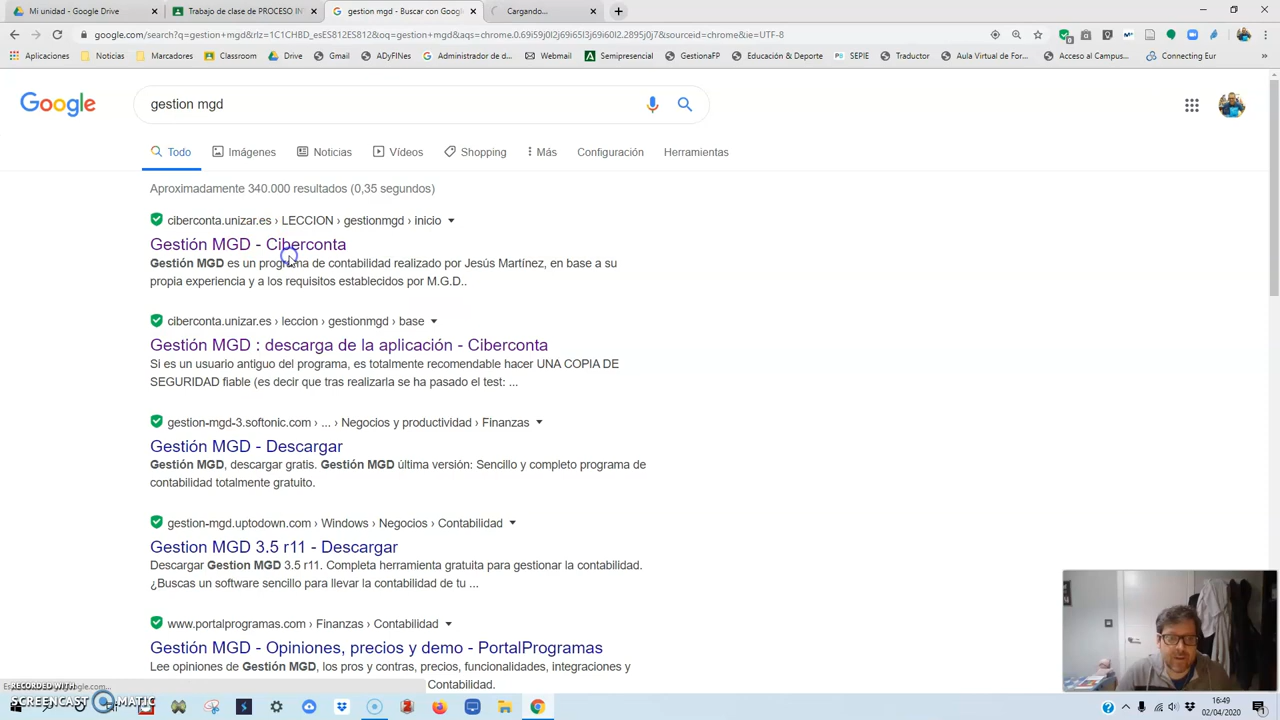 Mi unidad - Google Drive
Trabajo de clase de PROCESO IN
gestion mgd - Buscar con Google
Cargando...
google.com/search?q=gestion+mgd&rlz=1C1CHBD_esES812ES812&oq=gestion+mgd&aqs=chrome.0.69i59j0l2j69i65l3j69i60l2.2895j0j7&sourceid=chrome&ie=UTF-8
Aplicaciones Noticias Marcadores Classroom Drive Gmail ADyFINes Administrador de... Webmail Semipresencial GestionaFP Educación & Deporte SEPIE Traductor Aula Virtual de For... Acceso al Campus... Connecting Eur
Google
gestion mgd
Todo Imágenes Noticias Vídeos Shopping Más Configuración Herramientas
Aproximadamente 340.000 resultados (0,35 segundos)
ciberconta.unizar.es › LECCION › gestionmgd › inicio
Gestión MGD - Ciberconta
Gestión MGD es un programa de contabilidad realizado por Jesús Martínez, en base a su
propia experiencia y a los requisitos establecidos por M.G.D..
ciberconta.unizar.es › leccion › gestionmgd › base
Gestión MGD : descarga de la aplicación - Ciberconta
Si es un usuario antiguo del programa, es totalmente recomendable hacer UNA COPIA DE
SEGURIDAD fiable (es decir que tras realizarla se ha pasado el test: ...
gestion-mgd-3.softonic.com › ... › Negocios y productividad › Finanzas
Gestión MGD - Descargar
Gestión MGD, descargar gratis. Gestión MGD última versión: Sencillo y completo programa de
contabilidad totalmente gratuito.
gestion-mgd.uptodown.com › Windows › Negocios › Contabilidad
Gestion MGD 3.5 r11 - Descargar
Descargar Gestion MGD 3.5 r11. Completa herramienta gratuita para gestionar la contabilidad.
¿Buscas un software sencillo para llevar la contabilidad de tu ...
www.portalprogramas.com › Finanzas › Contabilidad
Gestión MGD - Opiniones, precios y demo - PortalProgramas
Lee opiniones de Gestión MGD, los pros y contras, precios, funcionalidades, integraciones y
Contabilidad.
RECORDED WITH
SCREENCAST MATIC
16:49
02/04/2020